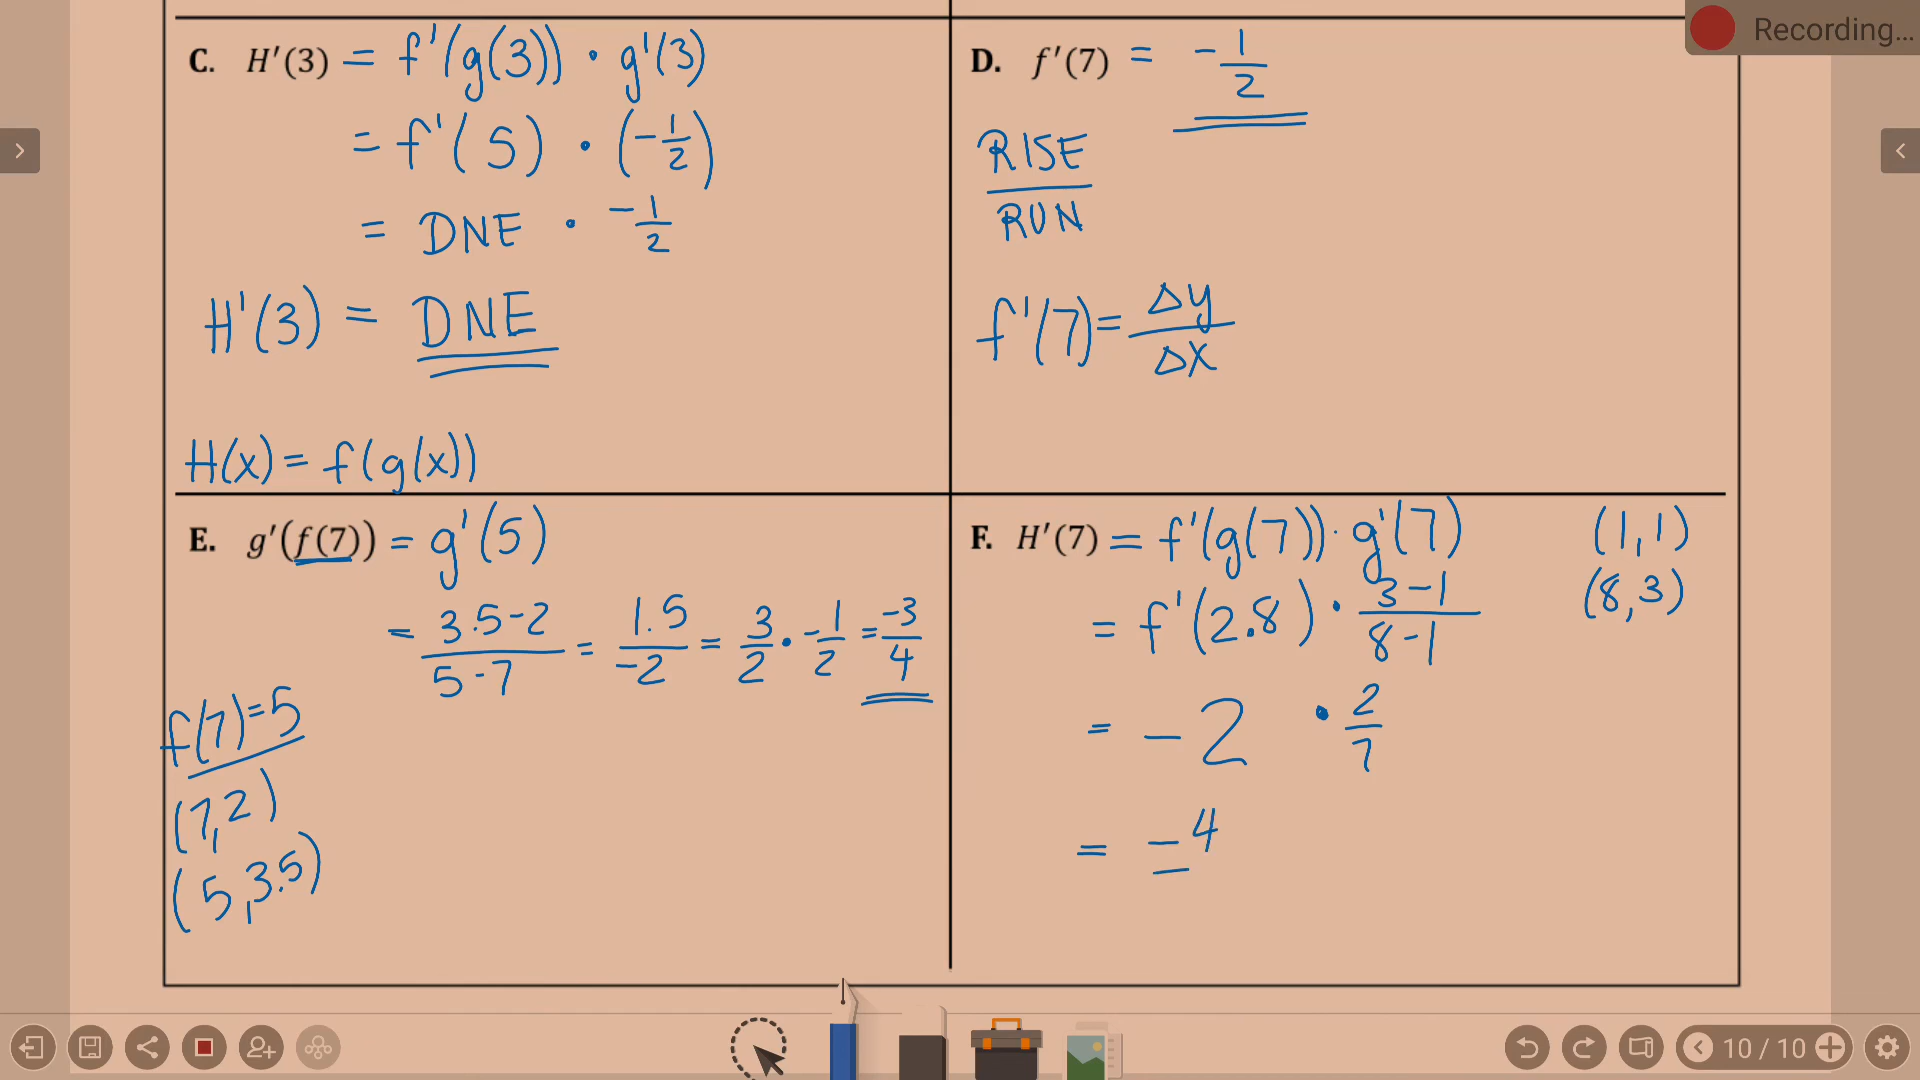 Recording...
C. H'(3) = f'(g(3)) · g'(3)
= f'(5) · (-1/2)
= DNE · -1/2
H'(3) = DNE
H(x) = f(g(x))
D. f'(7) = -1/2
RISE
RUN
f'(7) = Δy/Δx
E. g'(f(7)) = g'(5)
= 3.5-2/5-7 = 1.5/-2 = 3/2 · -1/2 = -3/4
f(7)=5
(7,2)
(5,3.5)
F. H'(7) = f'(g(7)) · g'(7)
= f'(2.8) · 3-1/8-1
= -2 · 2/7
= -4
(1,1)
(8,3)
10 / 10